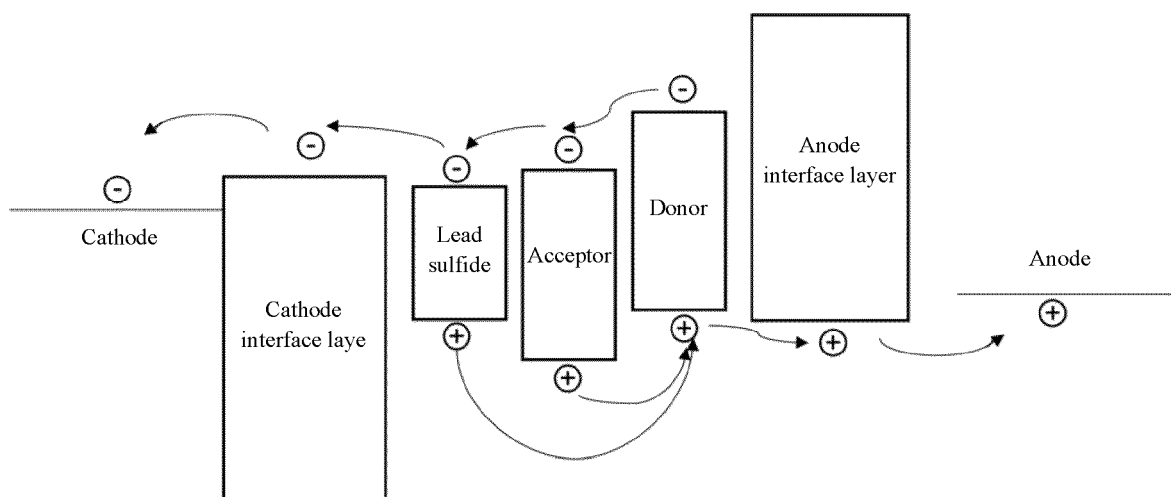 Cathode
Cathode
interface laye
Lead
sulfide
Acceptor
Donor
Anode
interface layer
Anode